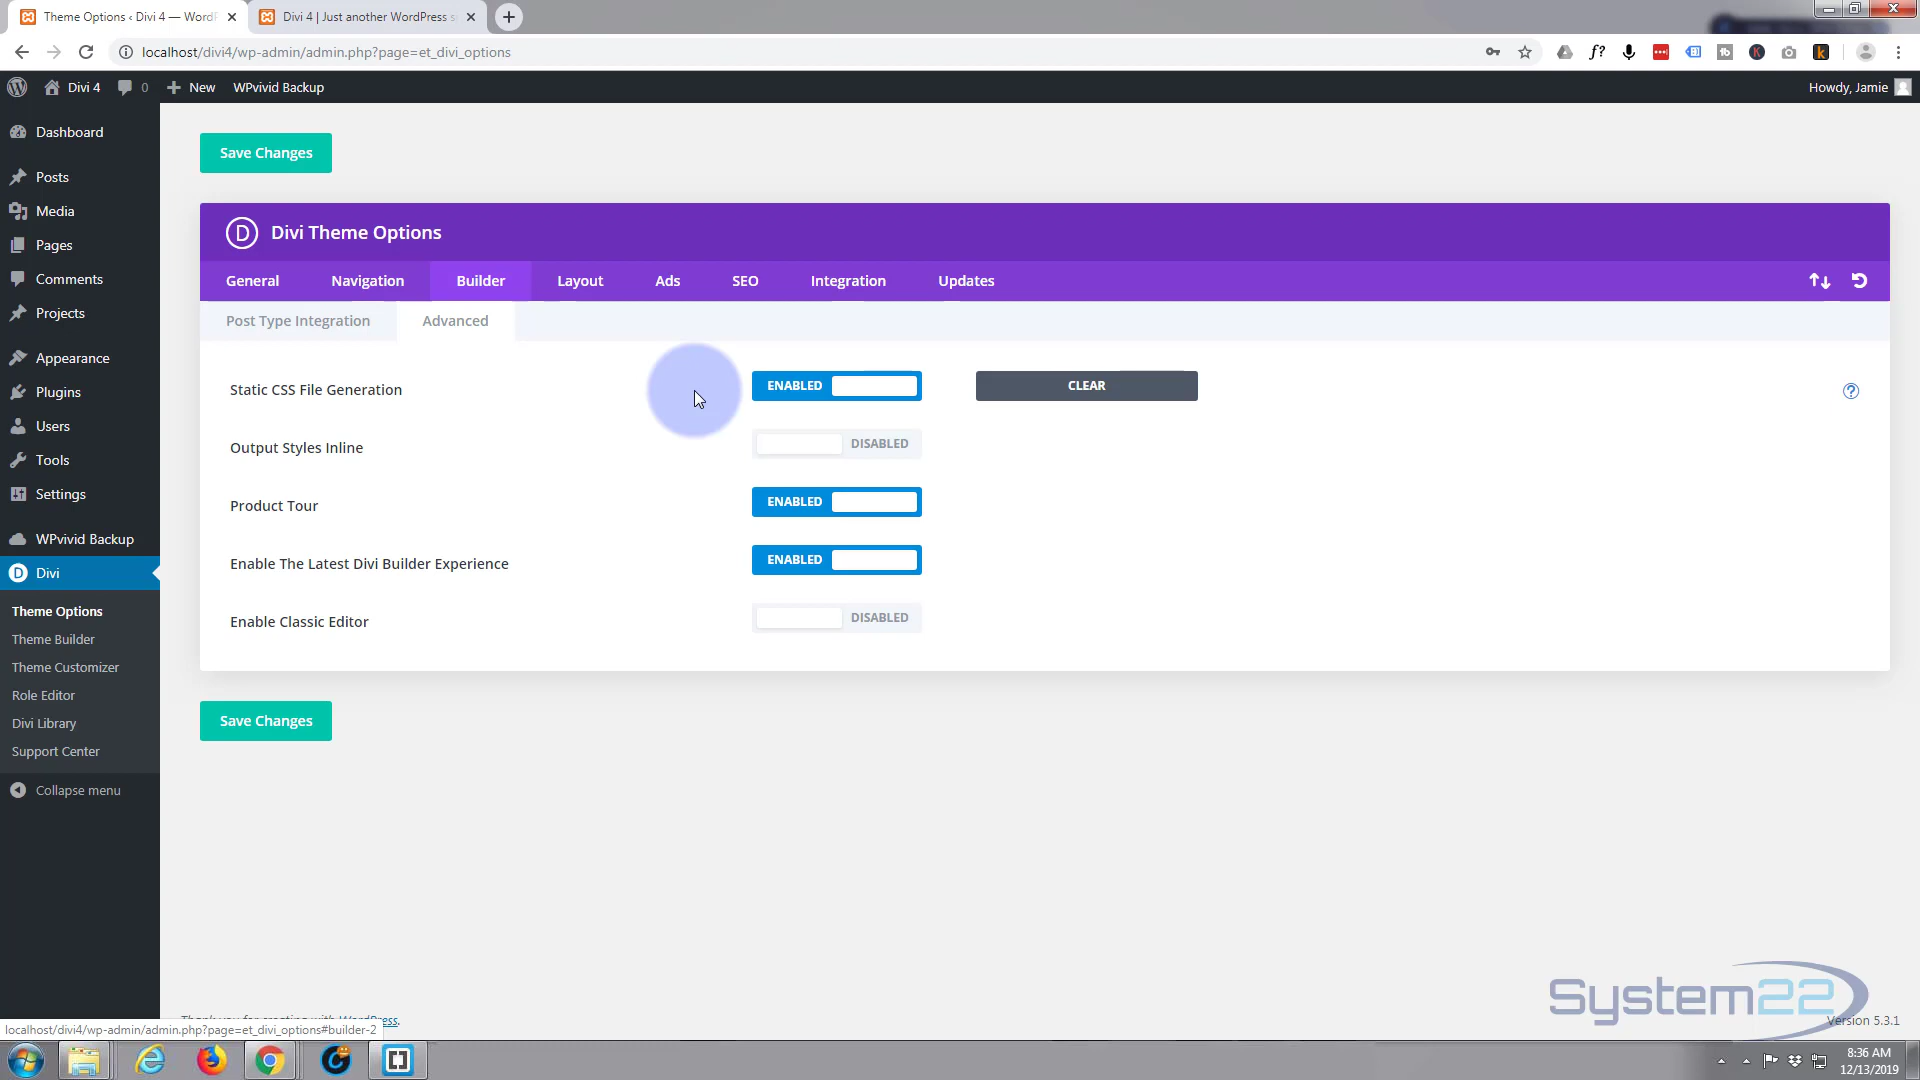 Theme Options ‹ Divi 4 — WordP
Divi 4 | Just another WordPress s
localhost/divi4/wp-admin/admin.php?page=et_divi_options
Divi 4
0
New
WPvivid Backup
Howdy, Jamie
Dashboard
Posts
Media
Pages
Comments
Projects
Appearance
Plugins
Users
Tools
Settings
WPvivid Backup
Divi
Theme Options
Theme Builder
Theme Customizer
Role Editor
Divi Library
Support Center
Collapse menu
Save Changes
D Divi Theme Options
General
Navigation
Builder
Layout
Ads
SEO
Integration
Updates
Post Type Integration
Advanced
Static CSS File Generation
ENABLED
CLEAR
Output Styles Inline
DISABLED
Product Tour
ENABLED
Enable The Latest Divi Builder Experience
ENABLED
Enable Classic Editor
DISABLED
Save Changes
System22
Thank you for creating with WordPress.
Version 5.3.1
localhost/divi4/wp-admin/admin.php?page=et_divi_options#builder-2
8:36 AM
12/13/2019